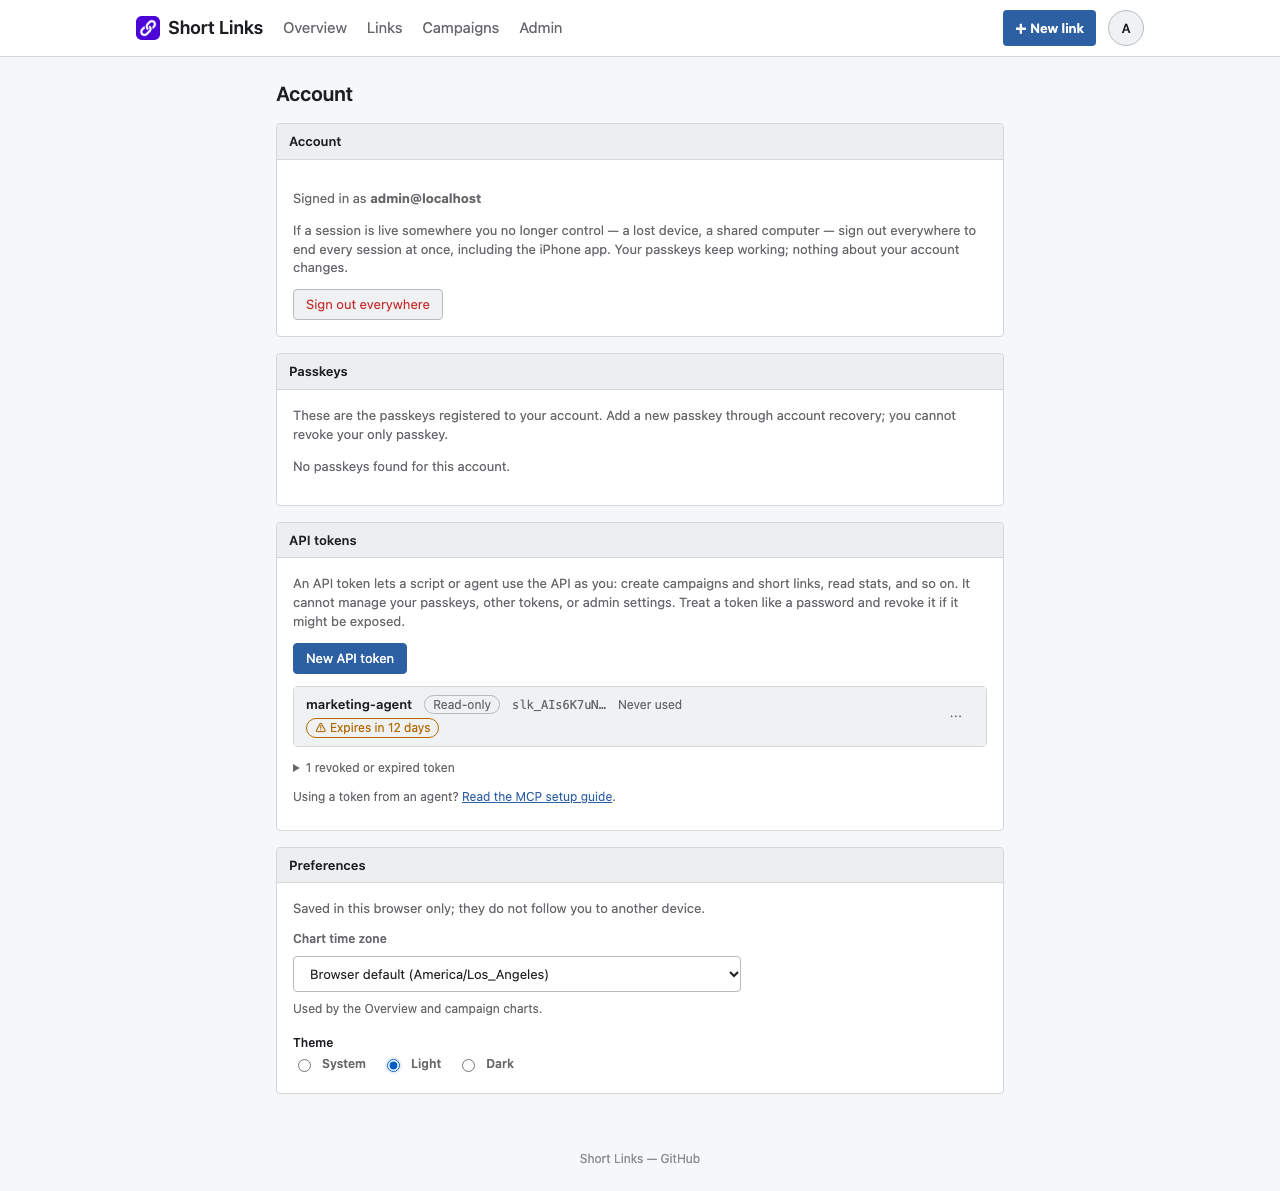 Short Links Overview Links Campaigns Admin + New link A
Account
Account
Signed in as admin@localhost
If a session is live somewhere you no longer control — a lost device, a shared computer — sign out everywhere to
end every session at once, including the iPhone app. Your passkeys keep working; nothing about your account
changes.
Sign out everywhere
Passkeys
These are the passkeys registered to your account. Add a new passkey through account recovery; you cannot
revoke your only passkey.
No passkeys found for this account.
API tokens
An API token lets a script or agent use the API as you: create campaigns and short links, read stats, and so on. It
cannot manage your passkeys, other tokens, or admin settings. Treat a token like a password and revoke it if it
might be exposed.
New API token
marketing-agent Read-only slk_AIs6K7uN… Never used
⚠ Expires in 12 days
...
1 revoked or expired token
Using a token from an agent? Read the MCP setup guide.
Preferences
Saved in this browser only; they do not follow you to another device.
Chart time zone
Browser default (America/Los_Angeles)
Used by the Overview and campaign charts.
Theme
System Light Dark
Short Links — GitHub